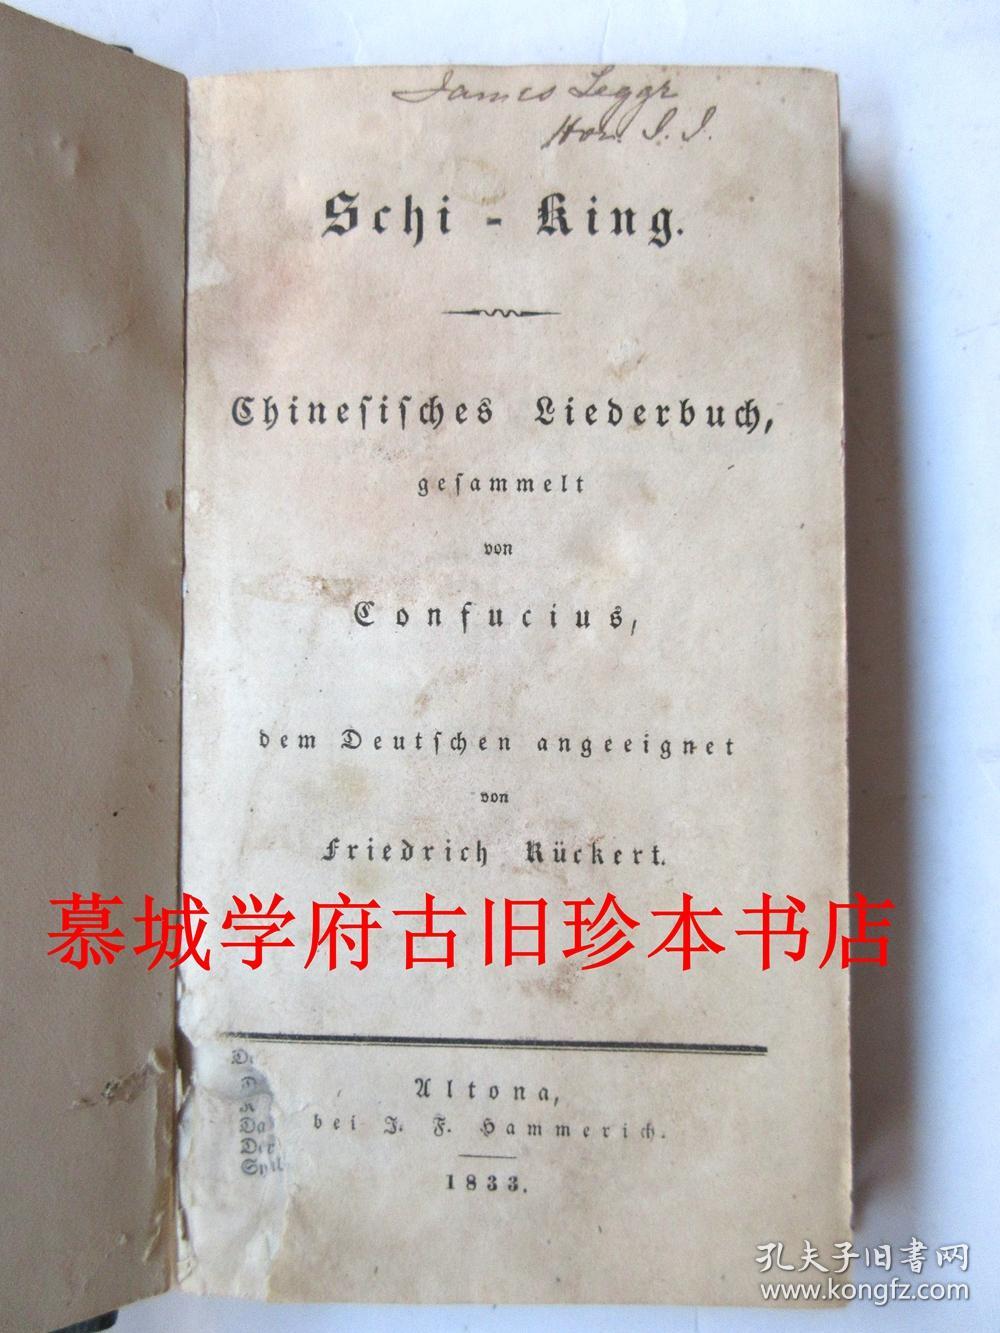 James Legge
Hon. I. I.
Schi - King.
Chineſiſches Liederbuch,
geſammelt
von
Confucius,
dem Deutſchen angeeignet
von
Friedrich Rückert.
慕城学府古旧珍本书店
Altona,
bei J. F. Hammerich.
1833.
Da
Der
孔夫子旧书网
www.kongfz.com